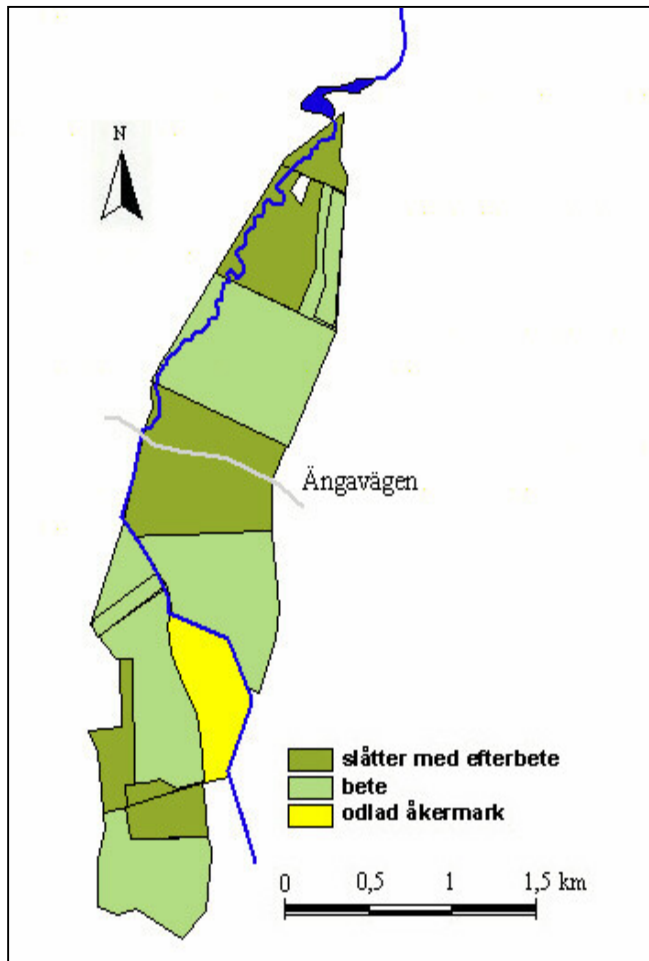 N
Ängavägen
slåtter med efterbete
bete
odlad åkermark
0 0,5 1 1,5 km